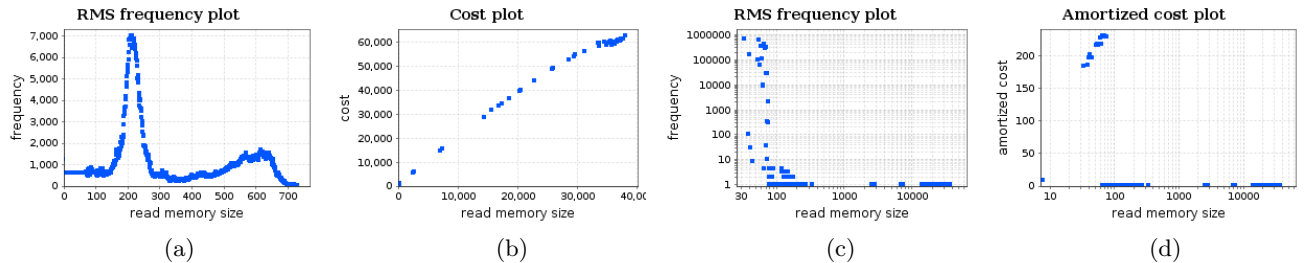 RMS frequency plot
7,000
6,000
5,000
4,000
3,000
2,000
1,000
0
frequency
0 100 200 300 400 500 600 700
read memory size
(a)
Cost plot
60,000
50,000
40,000
30,000
20,000
10,000
0
cost
10,000 20,000 30,000 40,00
read memory size
(b)
RMS frequency plot
1000000
100000
10000
1000
100
10
1
frequency
30 100 1000 10000
read memory size
(c)
Amortized cost plot
200
150
100
50
0
amortized cost
10 100 1000 10000
read memory size
(d)